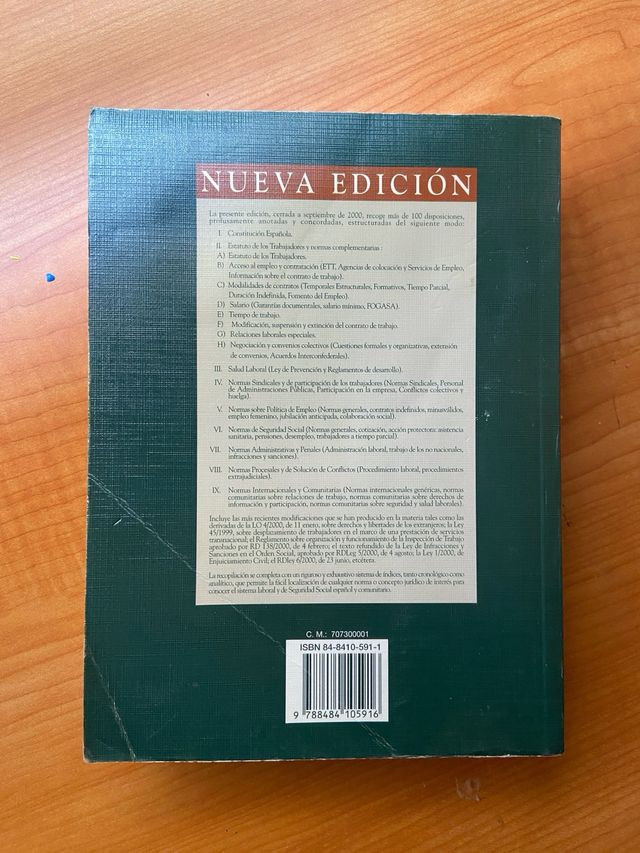 NUEVA EDICIÓN
La presente edición, cerrada a septiembre de 2000, recoge más de 100 disposiciones,
profusamente anotadas y concordadas, estructuradas del siguiente modo:
I. Constitución Española.
II. Estatuto de los Trabajadores y normas complementarias :
A) Estatuto de los Trabajadores.
B) Acceso al empleo y contratación (ETT, Agencias de colocación y Servicios de Empleo,
Información sobre el contrato de trabajo).
C) Modalidades de contratos (Temporales Estructurales, Formativos, Tiempo Parcial,
Duración Indefinida, Fomento del Empleo).
D) Salario (Garantías documentales, salario mínimo, FOGASA).
E) Tiempo de trabajo.
F) Modificación, suspensión y extinción del contrato de trabajo.
G) Relaciones laborales especiales.
H) Negociación y convenios colectivos (Cuestiones formales y organizativas, extensión
de convenios, Acuerdos Interconfederales).
III. Salud Laboral (Ley de Prevención y Reglamentos de desarrollo).
IV. Normas Sindicales y de participación de los trabajadores (Normas Sindicales, Personal
de Administraciones Públicas, Participación en la empresa, Conflictos colectivos y
huelga).
V. Normas sobre Política de Empleo (Normas generales, contratos indefinidos, minusválidos,
empleo femenino, jubilación anticipada, colaboración social).
VI. Normas de Seguridad Social (Normas generales, cotización, acción protectora: asistencia
sanitaria, pensiones, desempleo, trabajadores a tiempo parcial).
VII. Normas Administrativas y Penales (Administración laboral, trabajo de los no nacionales,
infracciones y sanciones).
VIII. Normas Procesales y de Solución de Conflictos (Procedimiento laboral, procedimientos
extrajudiciales).
IX. Normas Internacionales y Comunitarias (Normas internacionales genéricas, normas
comunitarias sobre relaciones de trabajo, normas comunitarias sobre derechos de
información y participación, normas comunitarias sobre seguridad y salud laborales).
Incluye las más recientes modificaciones que se han producido en la materia tales como las
derivadas de la LO 4/2000, de 11 enero, sobre derechos y libertades de los extranjeros; la Ley
45/1999, sobre desplazamiento de trabajadores en el marco de una prestación de servicios
transnacional; el Reglamento sobre organización y funcionamiento de la Inspección de Trabajo
aprobado por RD 138/2000, de 4 febrero; el texto refundido de la Ley de Infracciones y
Sanciones en el Orden Social, aprobado por RDLeg 5/2000, de 4 agosto; la Ley 1/2000, de
Enjuiciamiento Civil; el RDley 6/2000, de 23 junio, etcétera.
La recopilación se completa con un riguroso y exhaustivo sistema de índices, tanto cronológico como
analítico, que permite la fácil localización de cualquier norma o concepto jurídico de interés para
conocer el sistema laboral y de Seguridad Social español y comunitario.
C. M.: 707300001
ISBN 84-8410-591-1
9 788484 105916